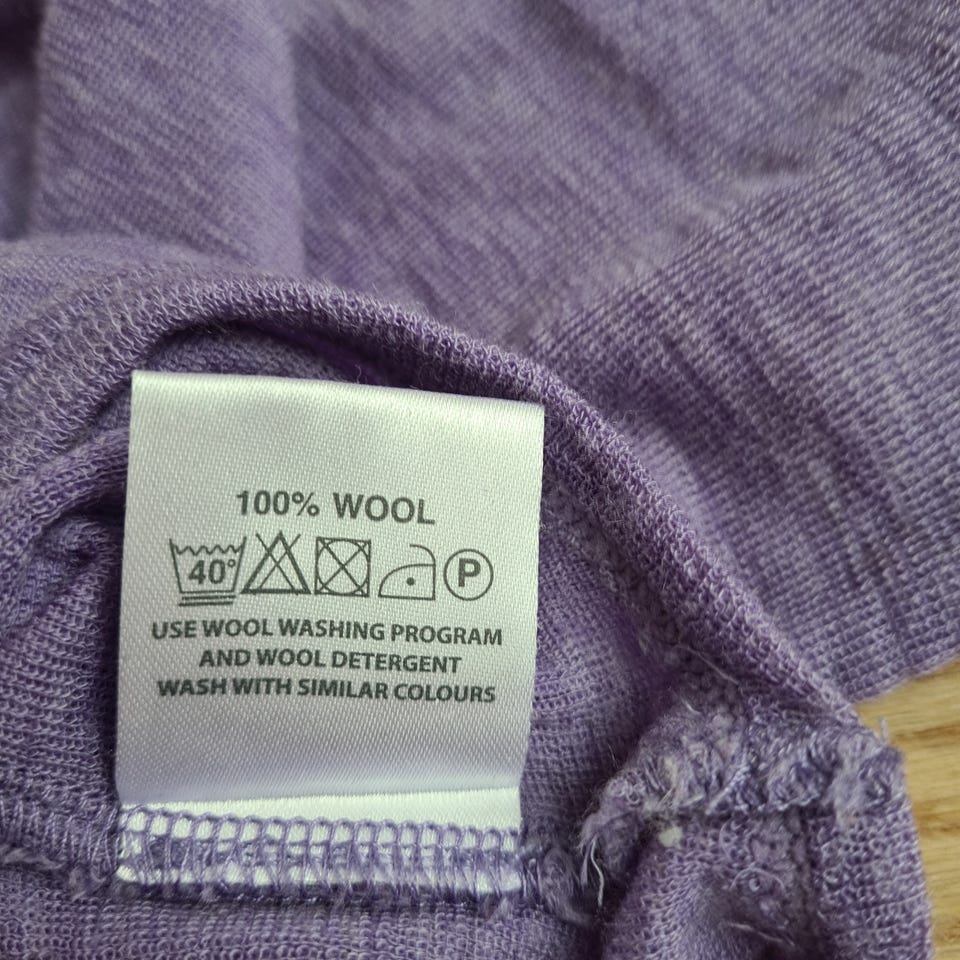 100% WOOL
40° P
USE WOOL WASHING PROGRAM
AND WOOL DETERGENT
WASH WITH SIMILAR COLOURS